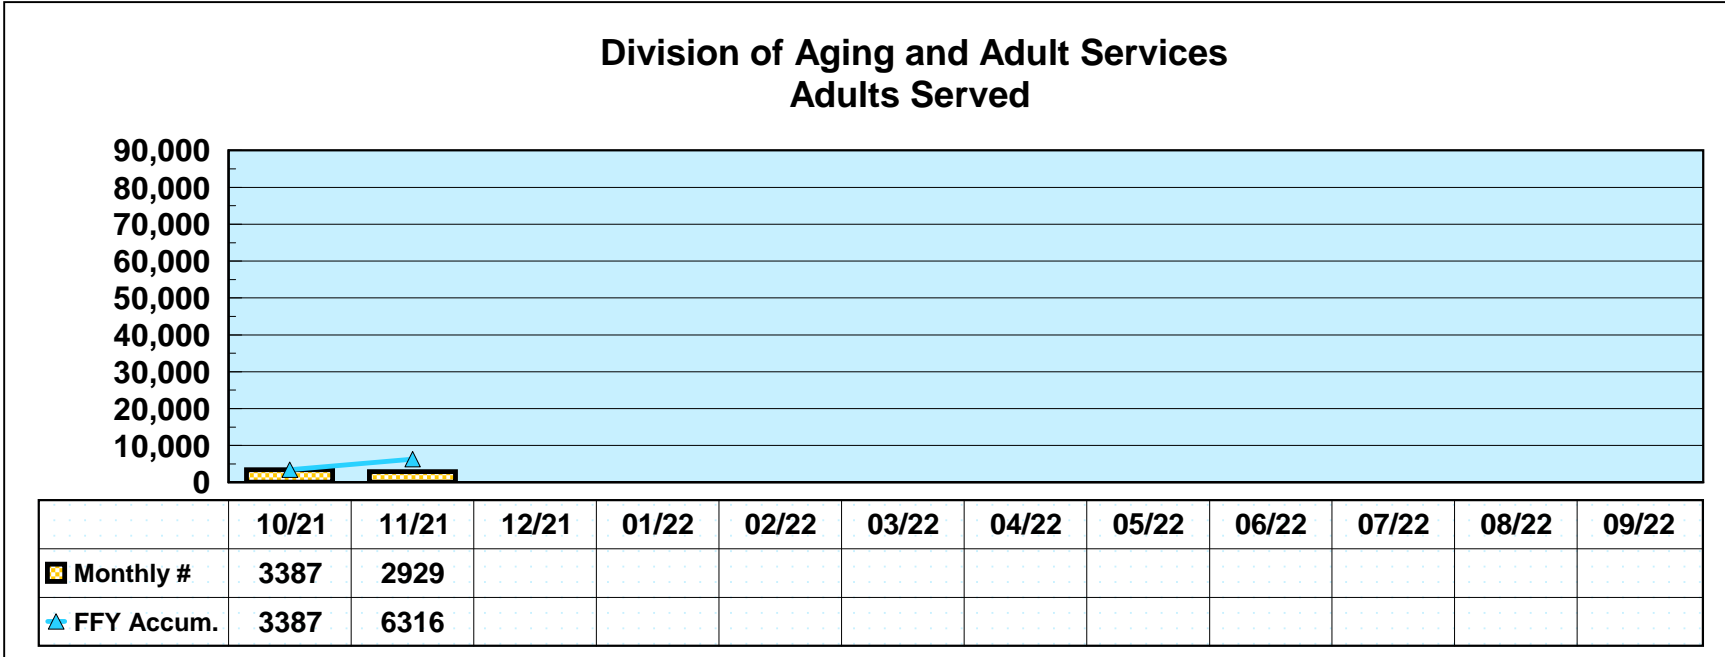 Division of Aging and Adult Services
Adults Served
90,000
80,000
70,000
60,000
50,000
40,000
30,000
20,000
10,000
0
10/21 11/21 12/21 01/22 02/22 03/22 04/22 05/22 06/22 07/22 08/22 09/22
Monthly # 3387 2929
FFY Accum. 3387 6316